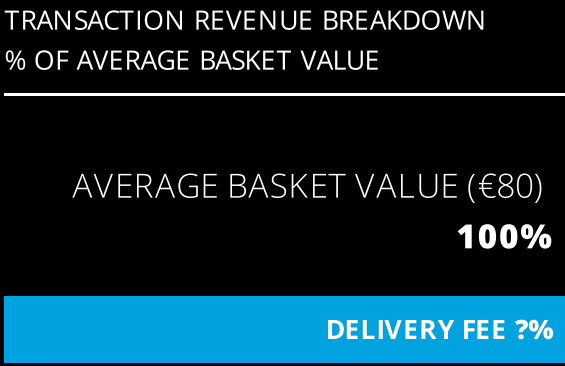 TRANSACTION REVENUE BREAKDOWN
% OF AVERAGE BASKET VALUE
AVERAGE BASKET VALUE (€80)
100%
DELIVERY FEE ?%